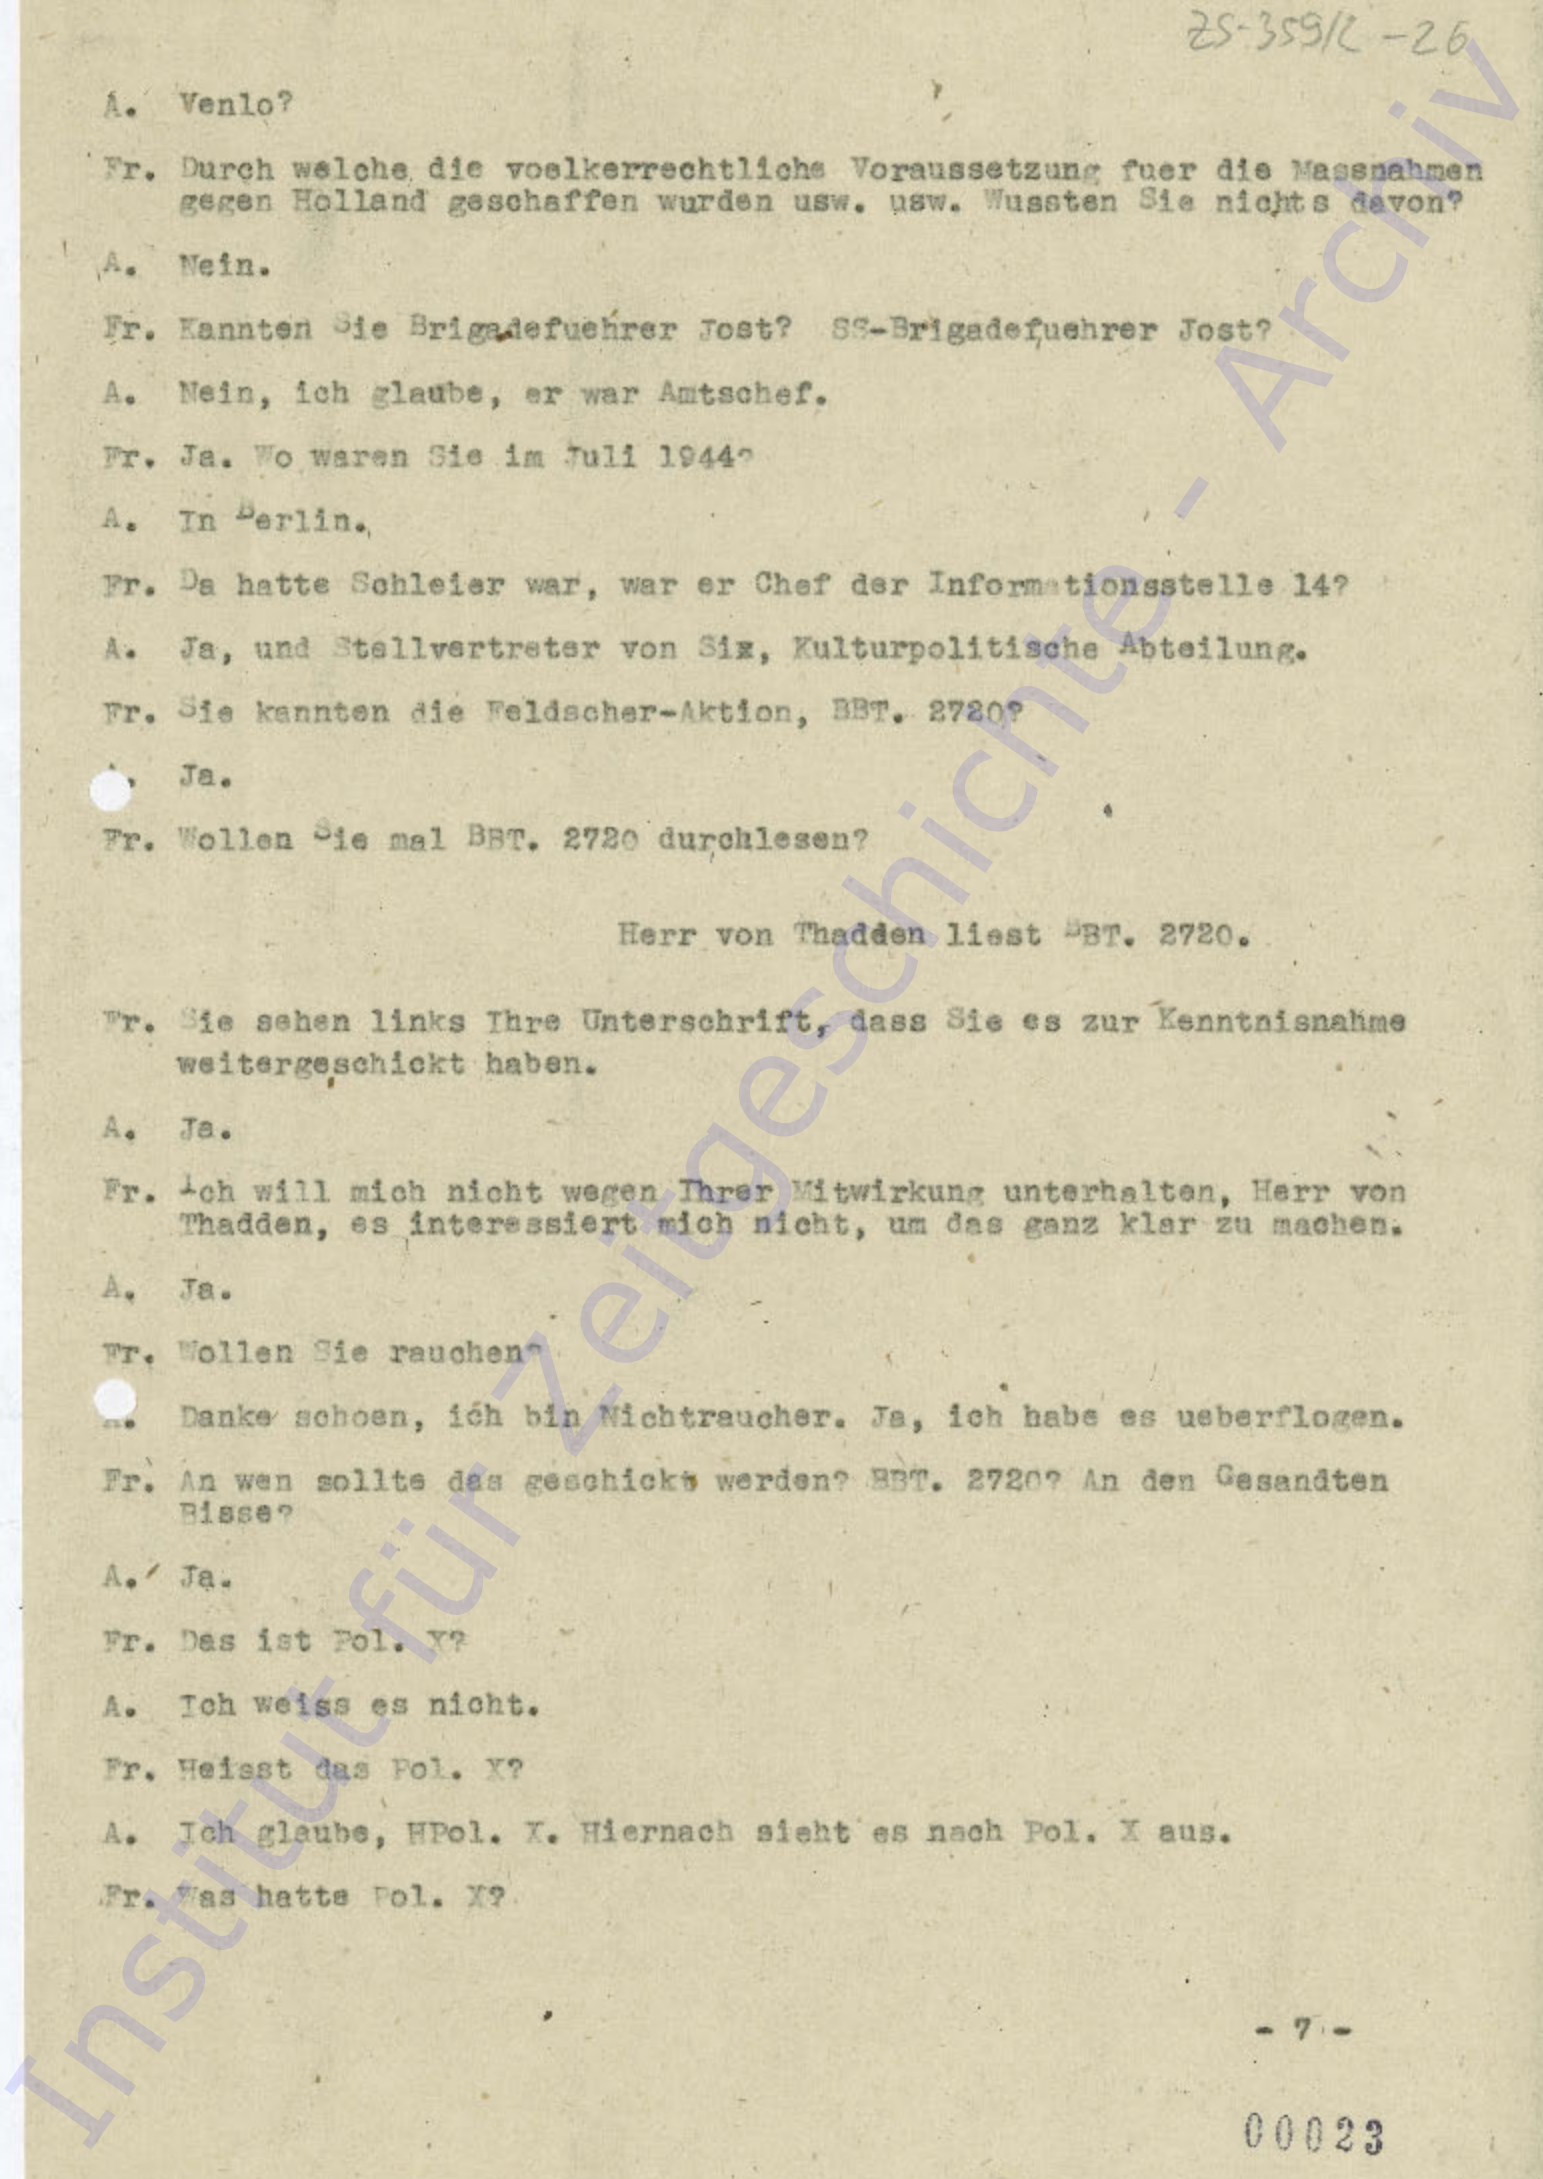 ZS-359/2 -26
A. Venlo?
Fr. Durch welche die voelkerrechtliche Voraussetzung fuer die Massnahmen
gegen Holland geschaffen wurden usw. usw. Wussten Sie nichts davon?
A. Nein.
Fr. Kannten Sie Brigadefuehrer Jost? SS-Brigadefuehrer Jost?
A. Nein, ich glaube, er war Amtschef.
Fr. Ja. Wo waren Sie im Juli 1944?
A. In Berlin.
Fr. Da hatte Schleier war, war er Chef der Informationsstelle 14?
A. Ja, und Stellvertreter von Six, Kulturpolitische Abteilung.
Fr. Sie kannten die Feldscher-Aktion, BBT. 2720?
A. Ja.
Fr. Wollen Sie mal BBT. 2720 durchlesen?
Herr von Thadden liest BBT. 2720.
Fr. Sie sehen links Ihre Unterschrift, dass Sie es zur Kenntnisnahme
weitergeschickt haben.
A. Ja.
Fr. Ich will mich nicht wegen Ihrer Mitwirkung unterhalten, Herr von
Thadden, es interessiert mich nicht, um das ganz klar zu machen.
A. Ja.
Fr. Wollen Sie rauchen?
A. Danke schoen, ich bin Nichtraucher. Ja, ich habe es ueberflogen.
Fr. An wen sollte das geschickt werden? BBT. 2720? An den Gesandten
Bisse?
A. Ja.
Fr. Das ist Pol. X?
A. Ich weiss es nicht.
Fr. Heisst das Pol. X?
A. Ich glaube, HPol. X. Hiernach sieht es nach Pol. X aus.
Fr. Was hatte Pol. X?
- 7 -
00023
Institut für Zeitgeschichte - Archiv